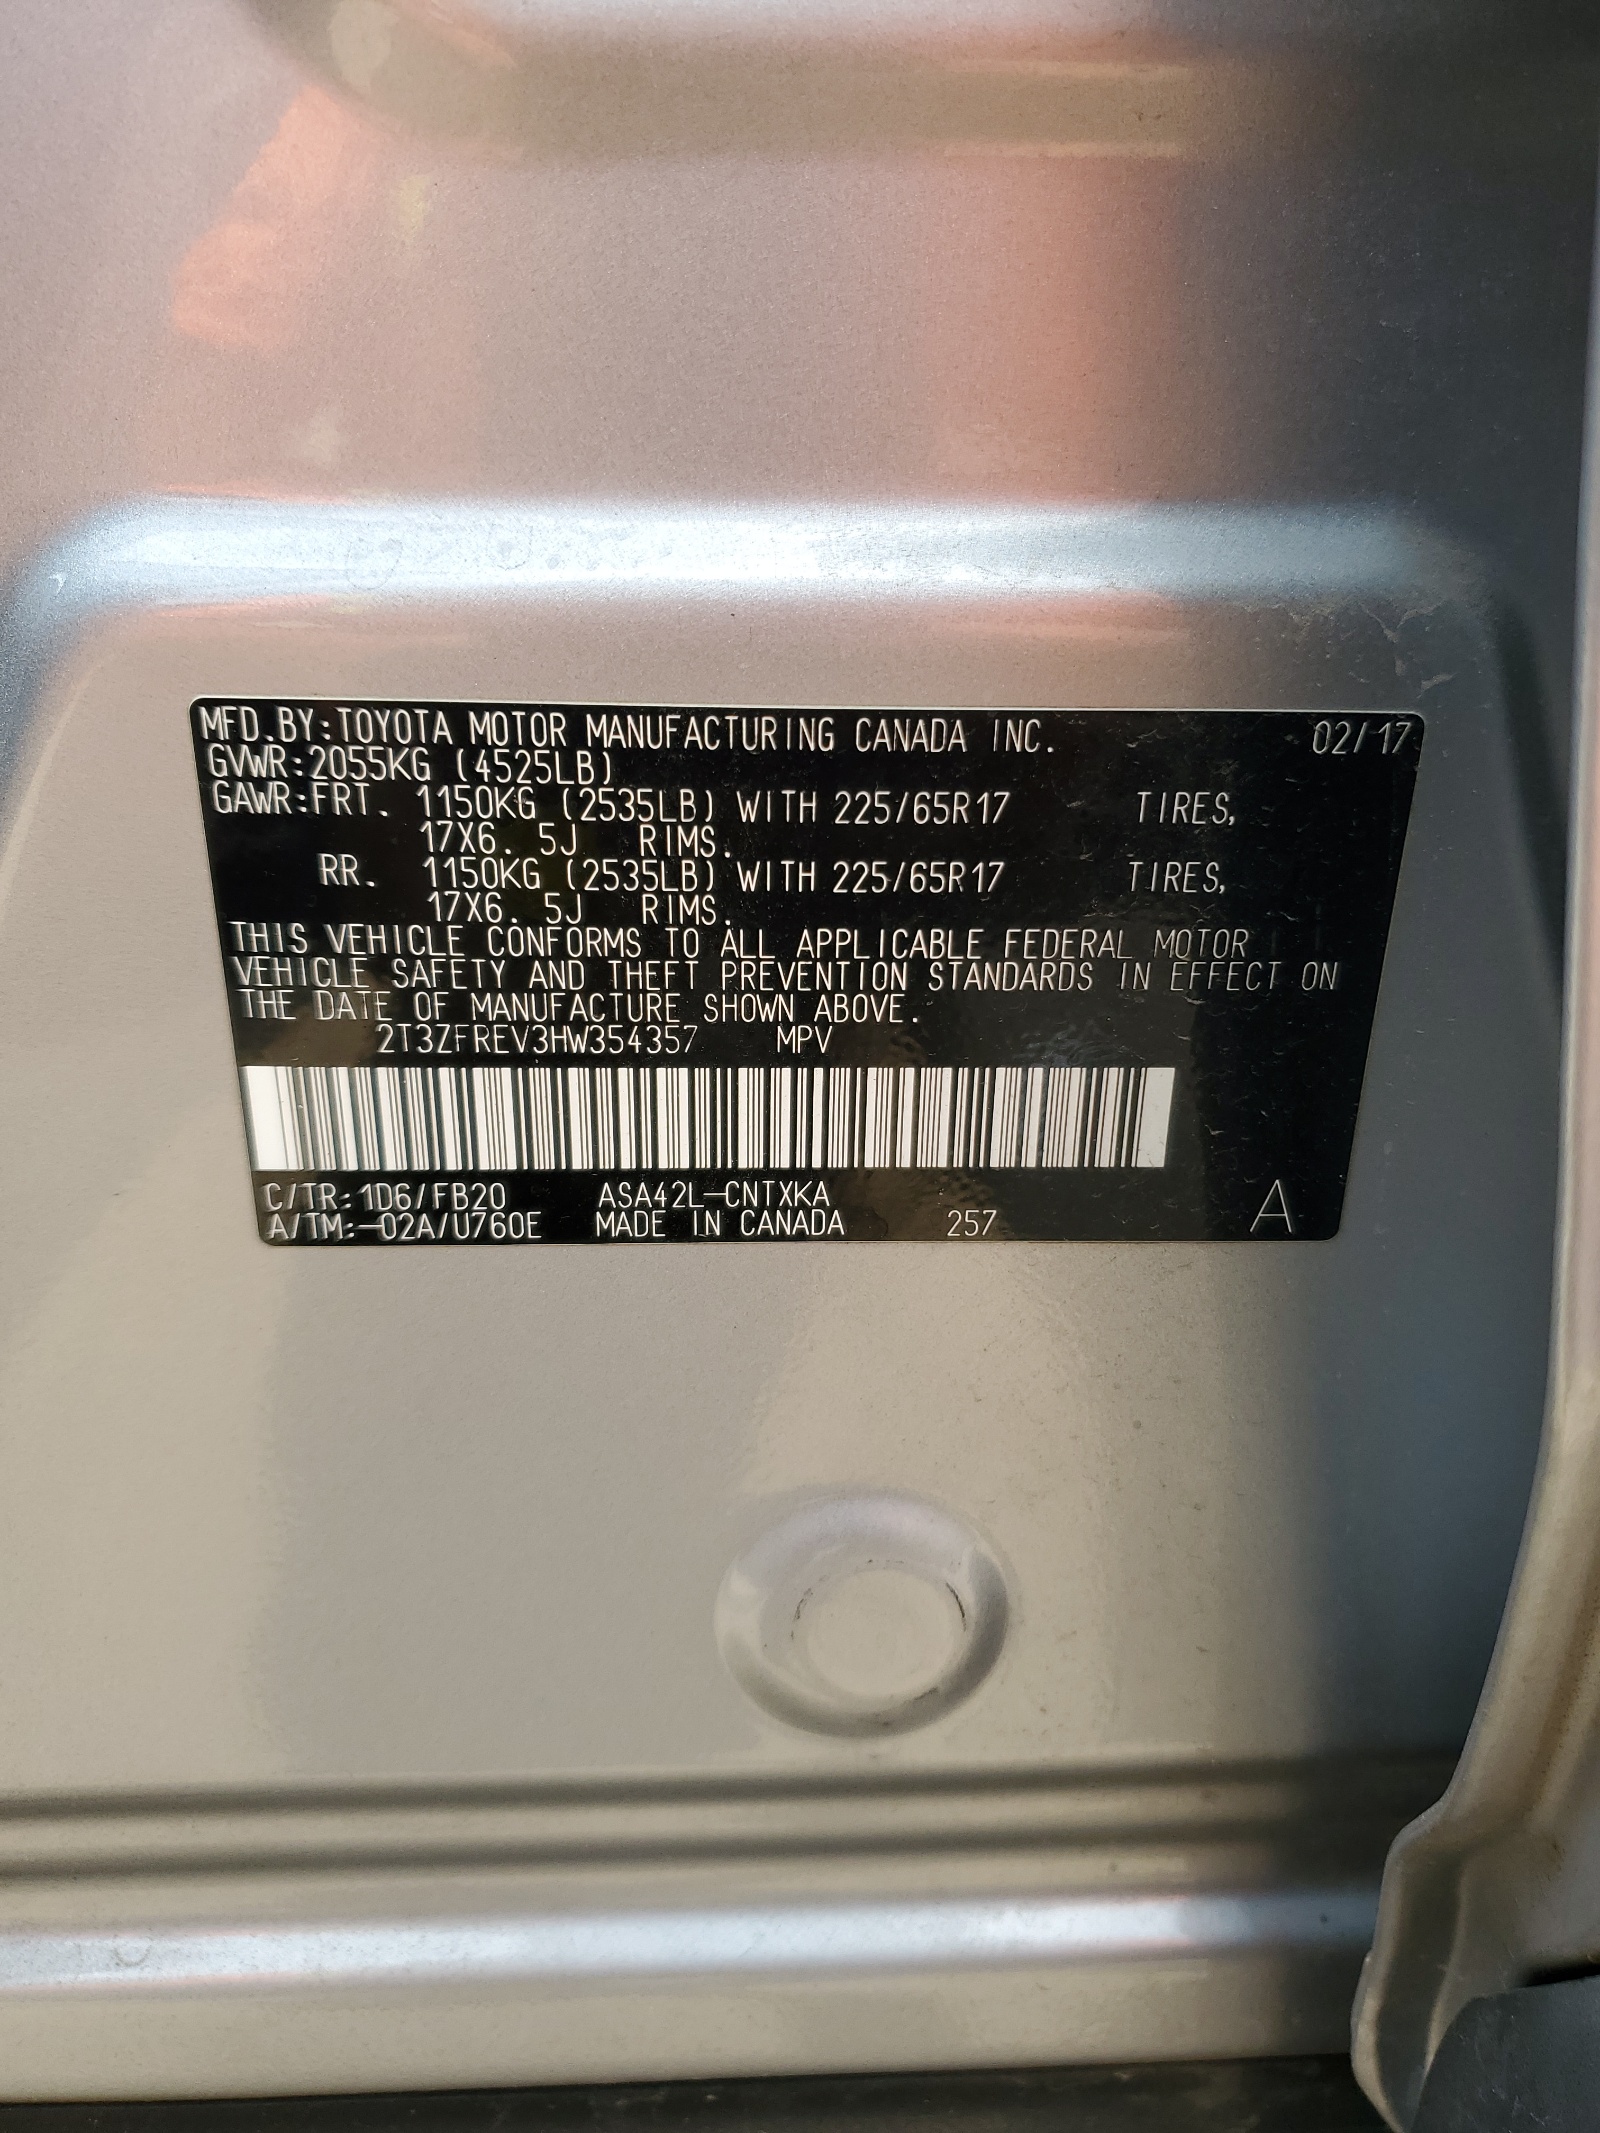 MFD.BY:TOYOTA MOTOR MANUFACTURING CANADA INC. 02/17
GVWR:2055KG (4525LB)
GAWR:FRT. 1150KG (2535LB) WITH 225/65R17 TIRES,
17X6. 5J RIMS.
RR. 1150KG (2535LB) WITH 225/65R17 TIRES,
17X6. 5J RIMS.
THIS VEHICLE CONFORMS TO ALL APPLICABLE FEDERAL MOTOR
VEHICLE SAFETY AND THEFT PREVENTION STANDARDS IN EFFECT ON
THE DATE OF MANUFACTURE SHOWN ABOVE.
2T3ZFREV3HW354357 MPV
C/TR:1D6/FB20 ASA42L-CNTXKA
A/TM:-02A/U760E MADE IN CANADA 257 A